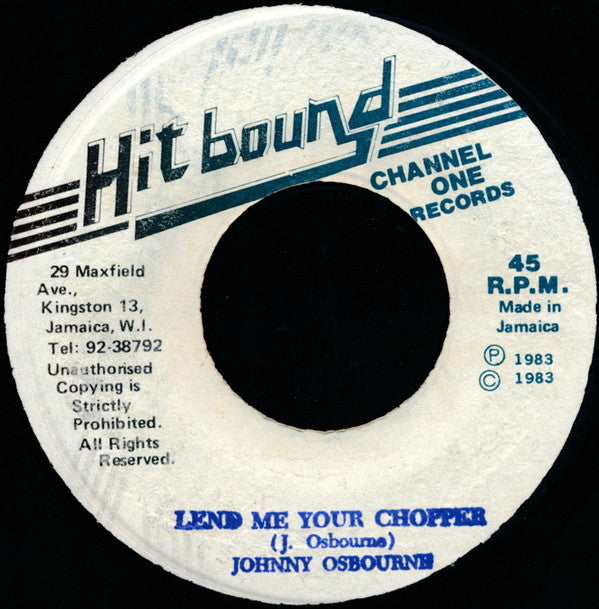 Hit bound
CHANNEL
ONE
RECORDS
29 Maxfield
Ave.,
Kingston 13,
Jamaica, W.I.
Tel: 92-38792
Unauthorised
Copying is
Strictly
Prohibited.
All Rights
Reserved.
45
R.P.M.
Made in
Jamaica
Ⓟ 1983
© 1983
LEND ME YOUR CHOPPER
(J. Osbourne)
JOHNNY OSBOURNE